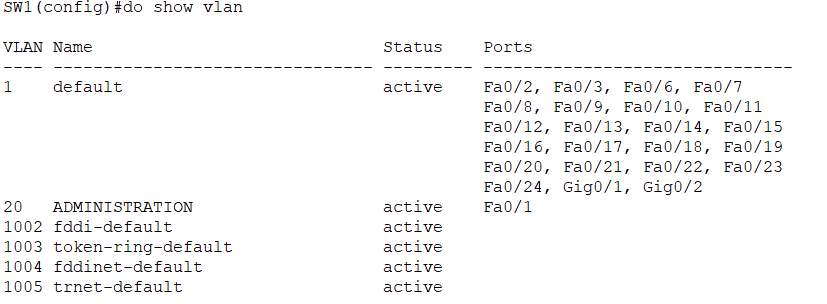 SW1(config)#do show vlan
VLAN Name                             Status    Ports
---- -------------------------------- --------- -------------------------------
1    default                          active    Fa0/2, Fa0/3, Fa0/6, Fa0/7
                                                Fa0/8, Fa0/9, Fa0/10, Fa0/11
                                                Fa0/12, Fa0/13, Fa0/14, Fa0/15
                                                Fa0/16, Fa0/17, Fa0/18, Fa0/19
                                                Fa0/20, Fa0/21, Fa0/22, Fa0/23
                                                Fa0/24, Gig0/1, Gig0/2
20   ADMINISTRATION                   active    Fa0/1
1002 fddi-default                     active
1003 token-ring-default               active
1004 fddinet-default                  active
1005 trnet-default                    active